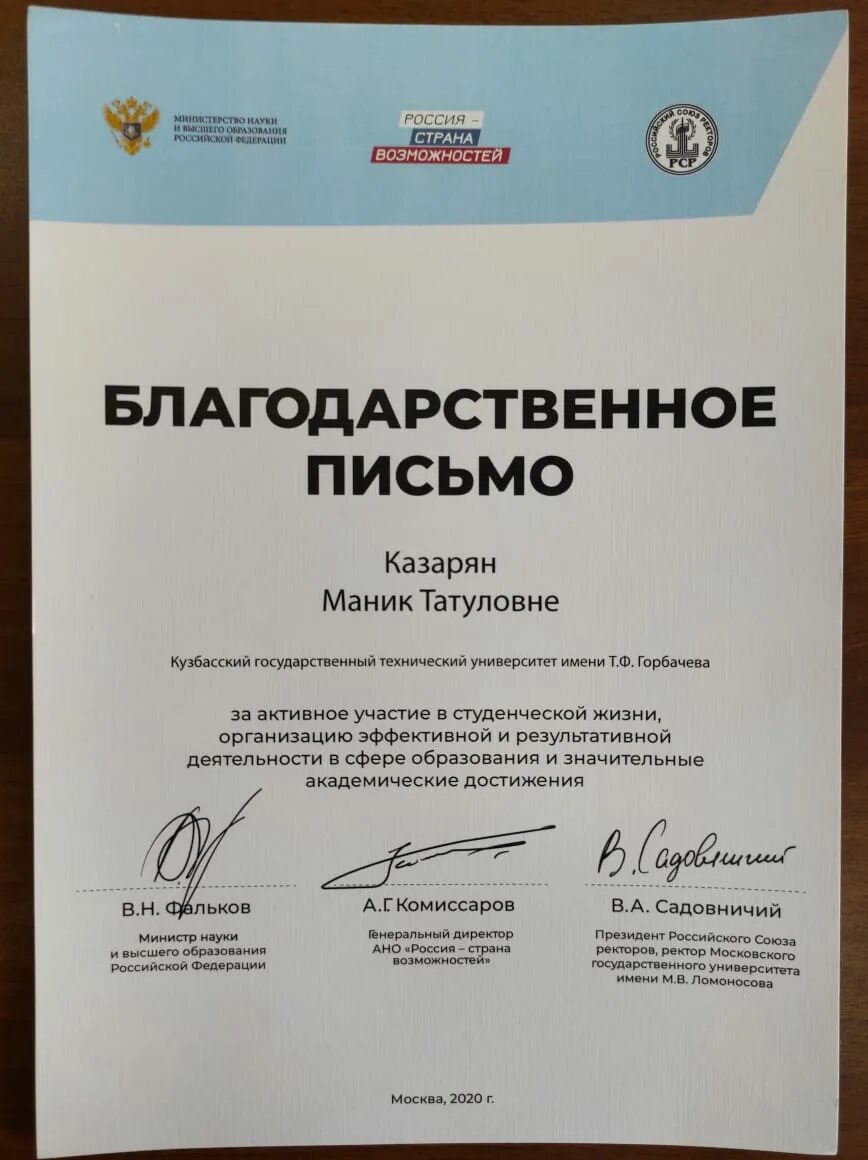 МИНИСТЕРСТВО НАУКИ
И ВЫСШЕГО ОБРАЗОВАНИЯ
РОССИЙСКОЙ ФЕДЕРАЦИИ
РОССИЯ –
СТРАНА
ВОЗМОЖНОСТЕЙ
РОССИЙСКИЙ СОЮЗ РЕКТОРОВ
РСР
БЛАГОДАРСТВЕННОЕ
ПИСЬМО
Казарян
Маник Татуловне
Кузбасский государственный технический университет имени Т.Ф. Горбачева
за активное участие в студенческой жизни,
организацию эффективной и результативной
деятельности в сфере образования и значительные
академические достижения
В. Садовничий
В.Н. Фальков
Министр науки
и высшего образования
Российской Федерации
А.Г. Комиссаров
Генеральный директор
АНО «Россия – страна
возможностей»
В.А. Садовничий
Президент Российского Союза
ректоров, ректор Московского
государственного университета
имени М.В. Ломоносова
Москва, 2020 г.